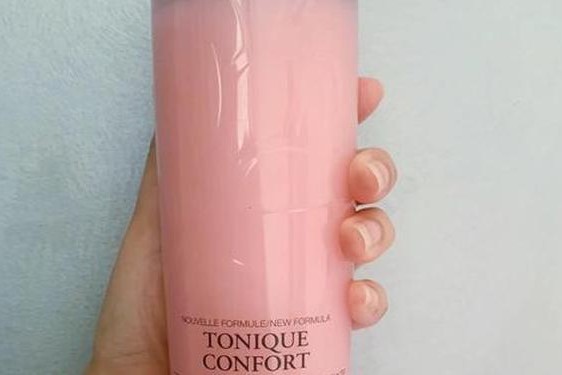 NOUVELLE FORMULE/NEW FORMULA
TONIQUE
CONFORT